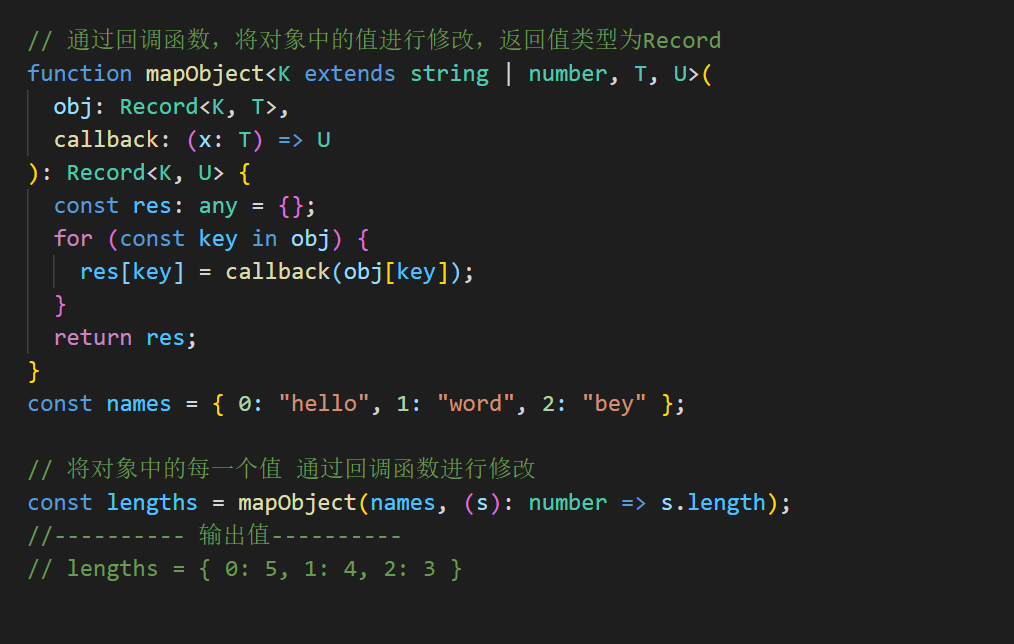 // 通过回调函数，将对象中的值进行修改，返回值类型为Record
function mapObject<K extends string | number, T, U>(
  obj: Record<K, T>,
  callback: (x: T) => U
): Record<K, U> {
  const res: any = {};
  for (const key in obj) {
    res[key] = callback(obj[key]);
  }
  return res;
}
const names = { 0: "hello", 1: "word", 2: "bey" };

// 将对象中的每一个值 通过回调函数进行修改
const lengths = mapObject(names, (s): number => s.length);
//---------- 输出值----------
// lengths = { 0: 5, 1: 4, 2: 3 }